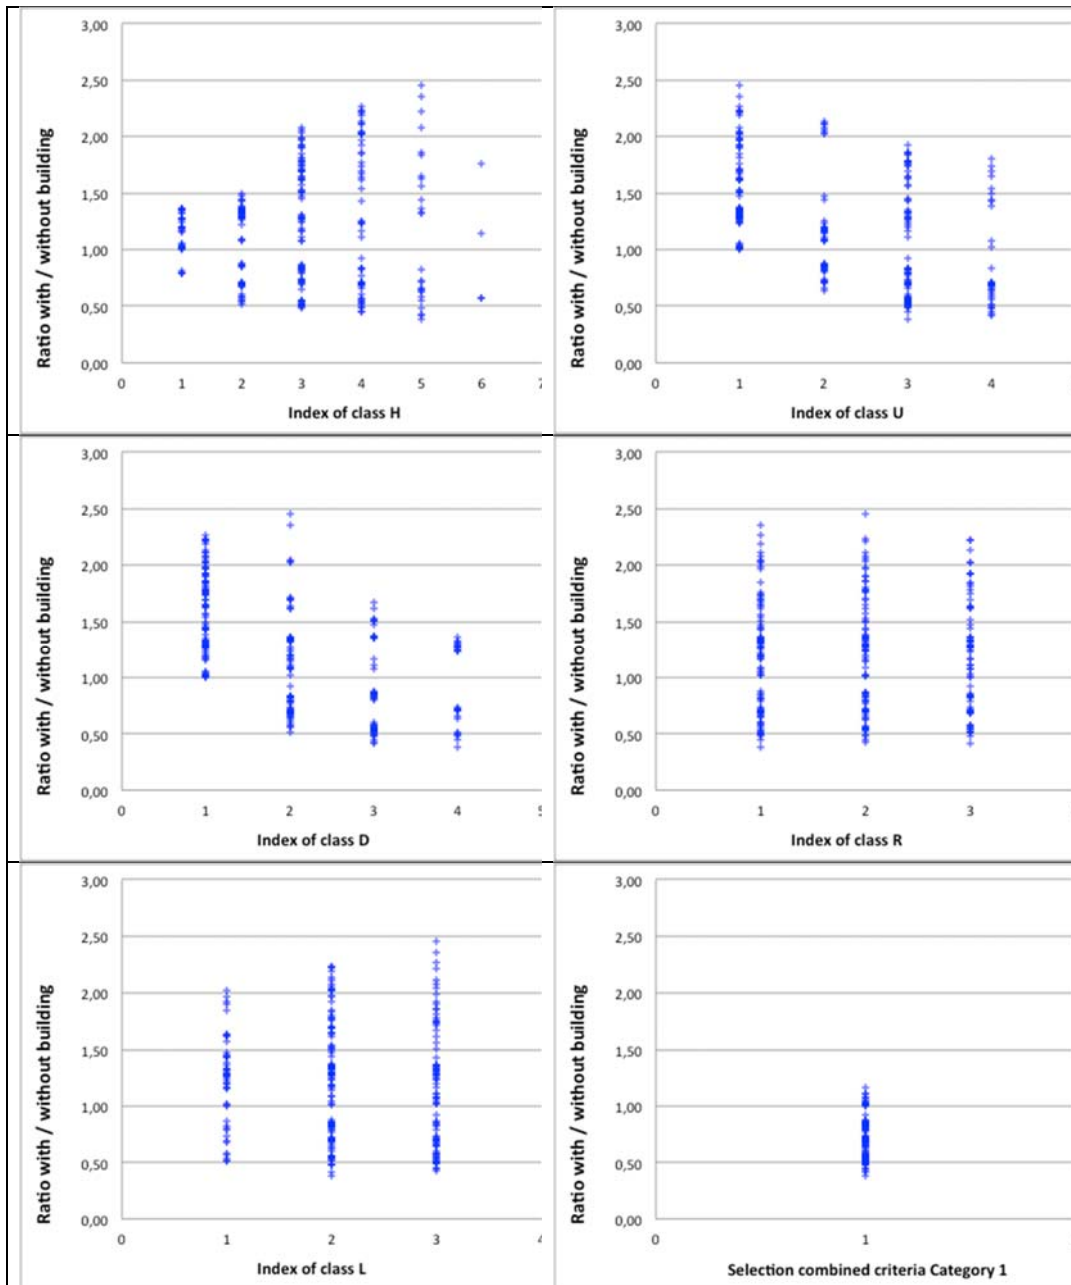 Ratio with / without building
3,00
2,50
2,00
1,50
1,00
0,50
0,00
0 1 2 3 4 5 6
Index of class H
Ratio with / without building
3,00
2,50
2,00
1,50
1,00
0,50
0,00
0 1 2 3 4
Index of class U
Ratio with / without building
3,00
2,50
2,00
1,50
1,00
0,50
0,00
0 1 2 3 4
Index of class D
Ratio with / without building
3,00
2,50
2,00
1,50
1,00
0,50
0,00
0 1 2 3
Index of class R
Ratio with / without building
3,00
2,50
2,00
1,50
1,00
0,50
0,00
0 1 2 3
Index of class L
Ratio with / without building
3,00
2,50
2,00
1,50
1,00
0,50
0,00
0 1
Selection combined criteria Category 1